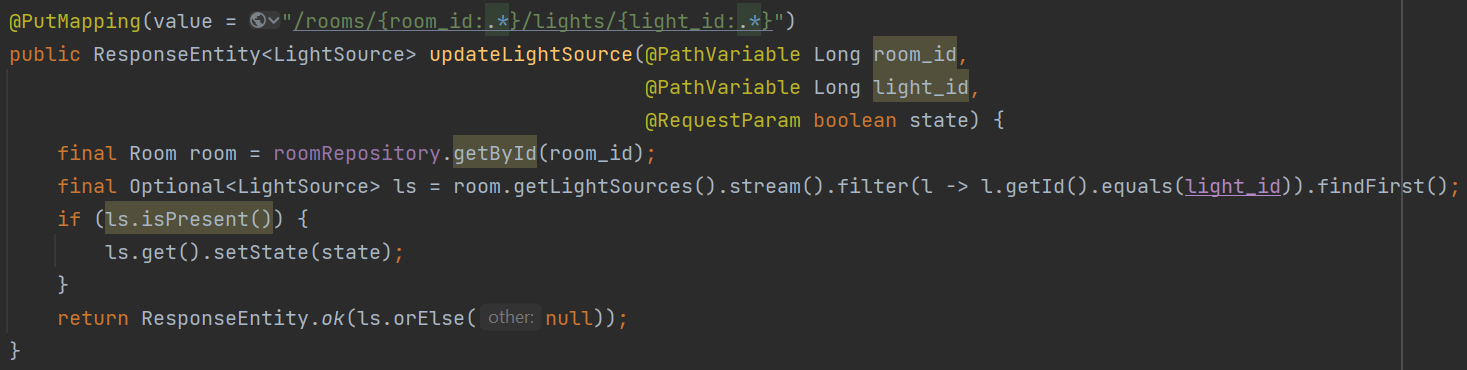 @PutMapping(value = "/rooms/{room_id:.*}/lights/{light_id:.*}")
public ResponseEntity<LightSource> updateLightSource(@PathVariable Long room_id,
@PathVariable Long light_id,
@RequestParam boolean state) {
final Room room = roomRepository.getById(room_id);
final Optional<LightSource> ls = room.getLightSources().stream().filter(l -> l.getId().equals(light_id)).findFirst();
if (ls.isPresent()) {
ls.get().setState(state);
}
return ResponseEntity.ok(ls.orElse( other: null));
}